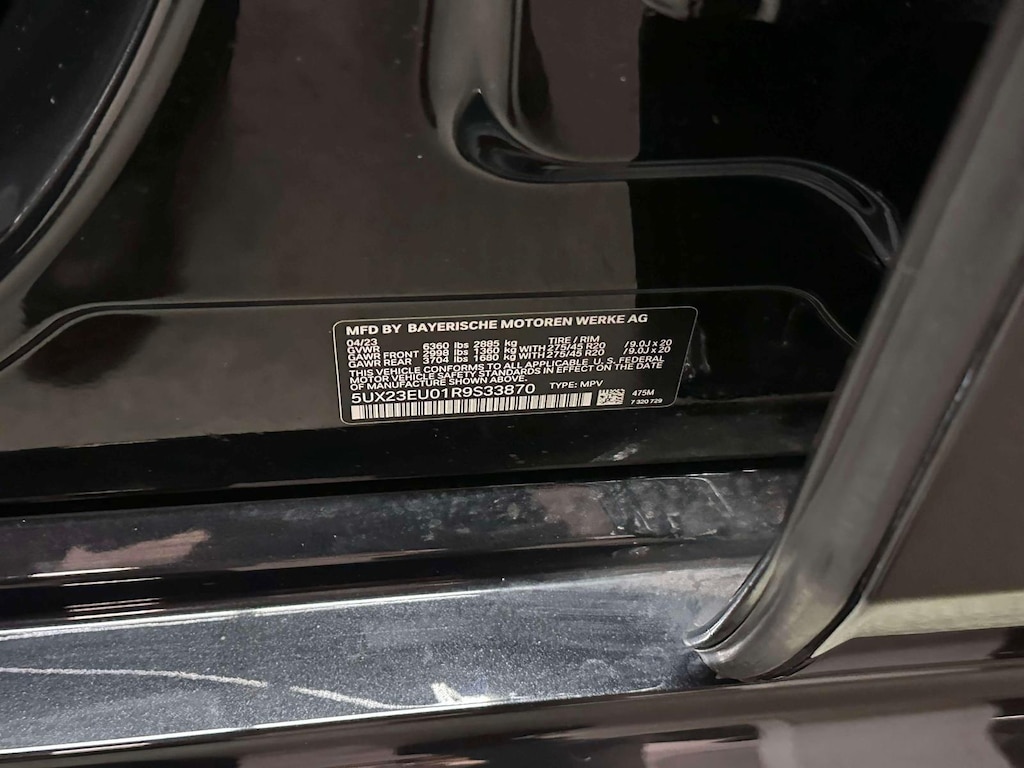 MFD BY BAYERISCHE MOTOREN WERKE AG
04/23 TIRE / RIM
GVWR 6360 lbs 2885 kg
GAWR FRONT 2998 lbs 1360 kg WITH 275/45 R20 / 9.0J x 20
GAWR REAR 3704 lbs 1680 kg WITH 275/45 R20 / 9.0J x 20
THIS VEHICLE CONFORMS TO ALL APPLICABLE U.S. FEDERAL
MOTOR VEHICLE SAFETY STANDARDS IN EFFECT ON THE DATE
OF MANUFACTURE SHOWN ABOVE.
5UX23EU01R9S33870 TYPE: MPV
475M
7 320 729